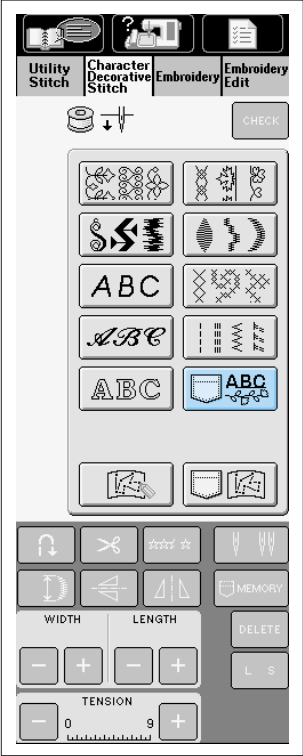 Utility Stitch
Character Decorative Stitch
Embroidery
Embroidery Edit
CHECK
ABC
ABC
ABC
ABC
MEMORY
WIDTH
LENGTH
DELETE
L S
TENSION
0 9